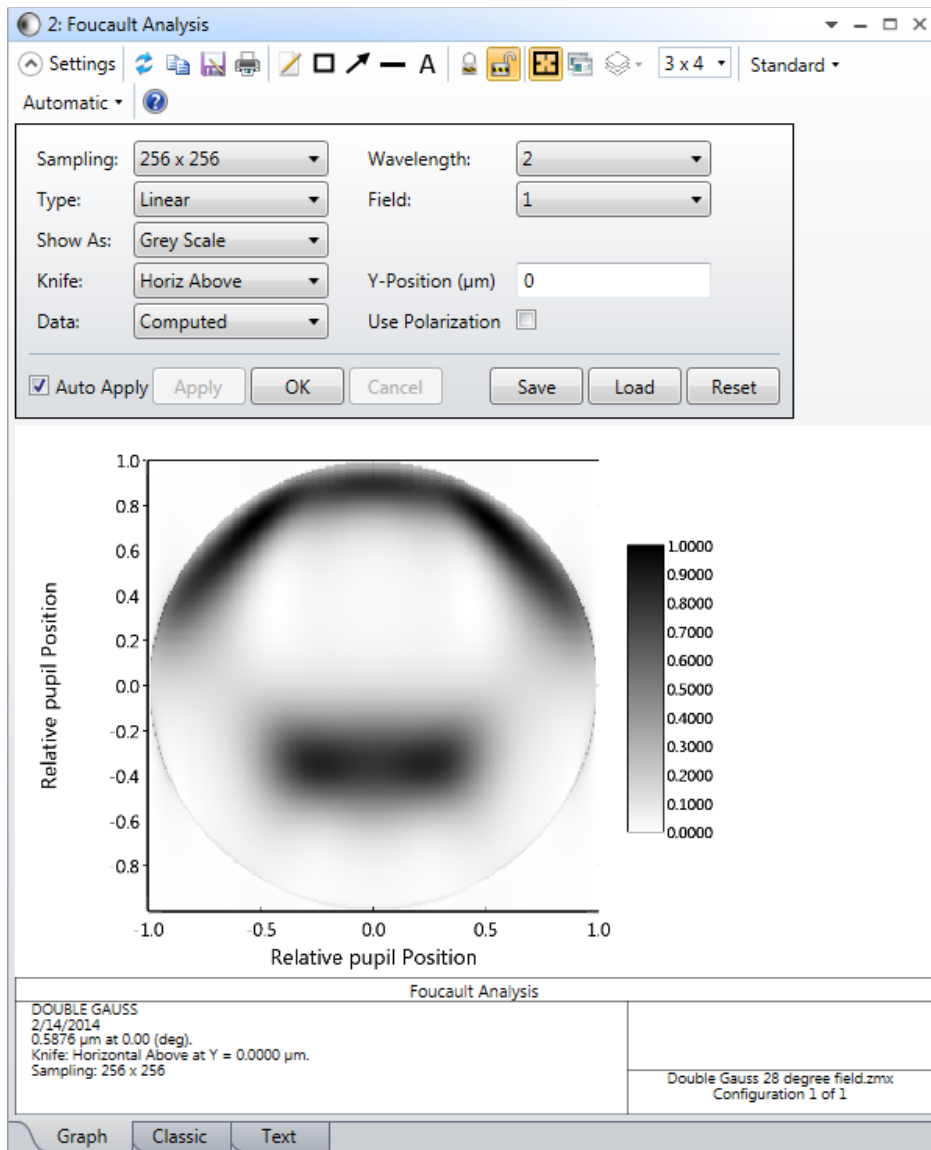 2: Foucault Analysis
Settings A 3 x 4 Standard
Automatic ?
Sampling: 256 x 256 Wavelength: 2
Type: Linear Field: 1
Show As: Grey Scale
Knife: Horiz Above Y-Position (µm) 0
Data: Computed Use Polarization
Auto Apply Apply OK Cancel Save Load Reset
1.0
0.8
0.6
0.4
0.2
0.0
-0.2
-0.4
-0.6
-0.8
Relative pupil Position
-1.0 -0.5 0.0 0.5 1.0
Relative pupil Position
1.0000
0.9000
0.8000
0.7000
0.6000
0.5000
0.4000
0.3000
0.2000
0.1000
0.0000
Foucault Analysis
DOUBLE GAUSS
2/14/2014
0.5876 µm at 0.00 (deg).
Knife: Horizontal Above at Y = 0.0000 µm.
Sampling: 256 x 256
Double Gauss 28 degree field.zmx
Configuration 1 of 1
Graph Classic Text